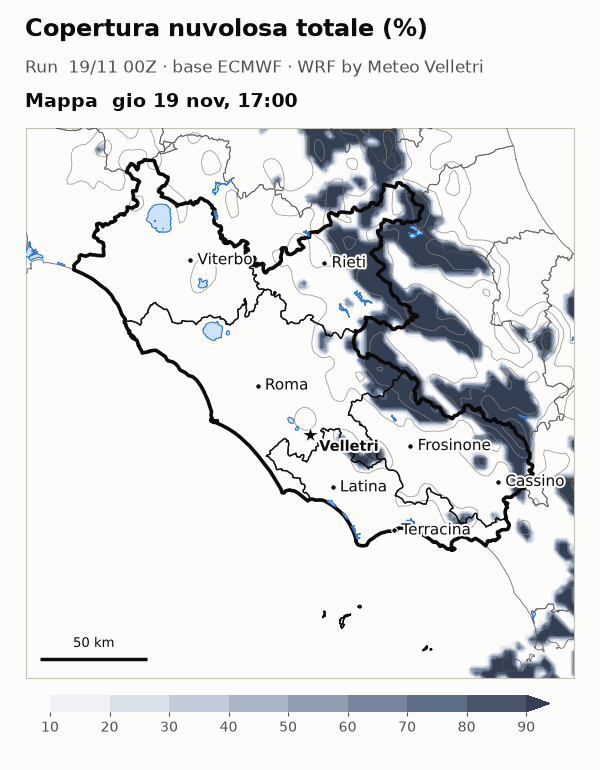 Copertura nuvolosa totale (%)
Run  19/11 00Z · base ECMWF · WRF by Meteo Velletri
Mappa  gio 19 nov, 17:00
Viterbo
Rieti
Roma
Velletri
Frosinone
Cassino
Latina
Terracina
50 km
10 20 30 40 50 60 70 80 90